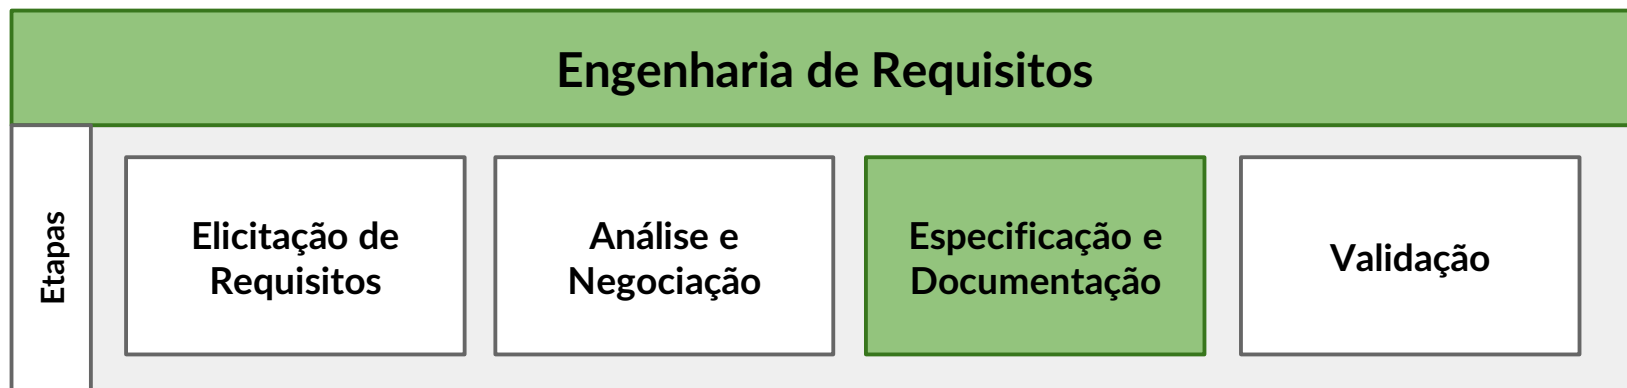 Engenharia de Requisitos
Etapas
Elicitação de
Requisitos
Análise e
Negociação
Especificação e
Documentação
Validação